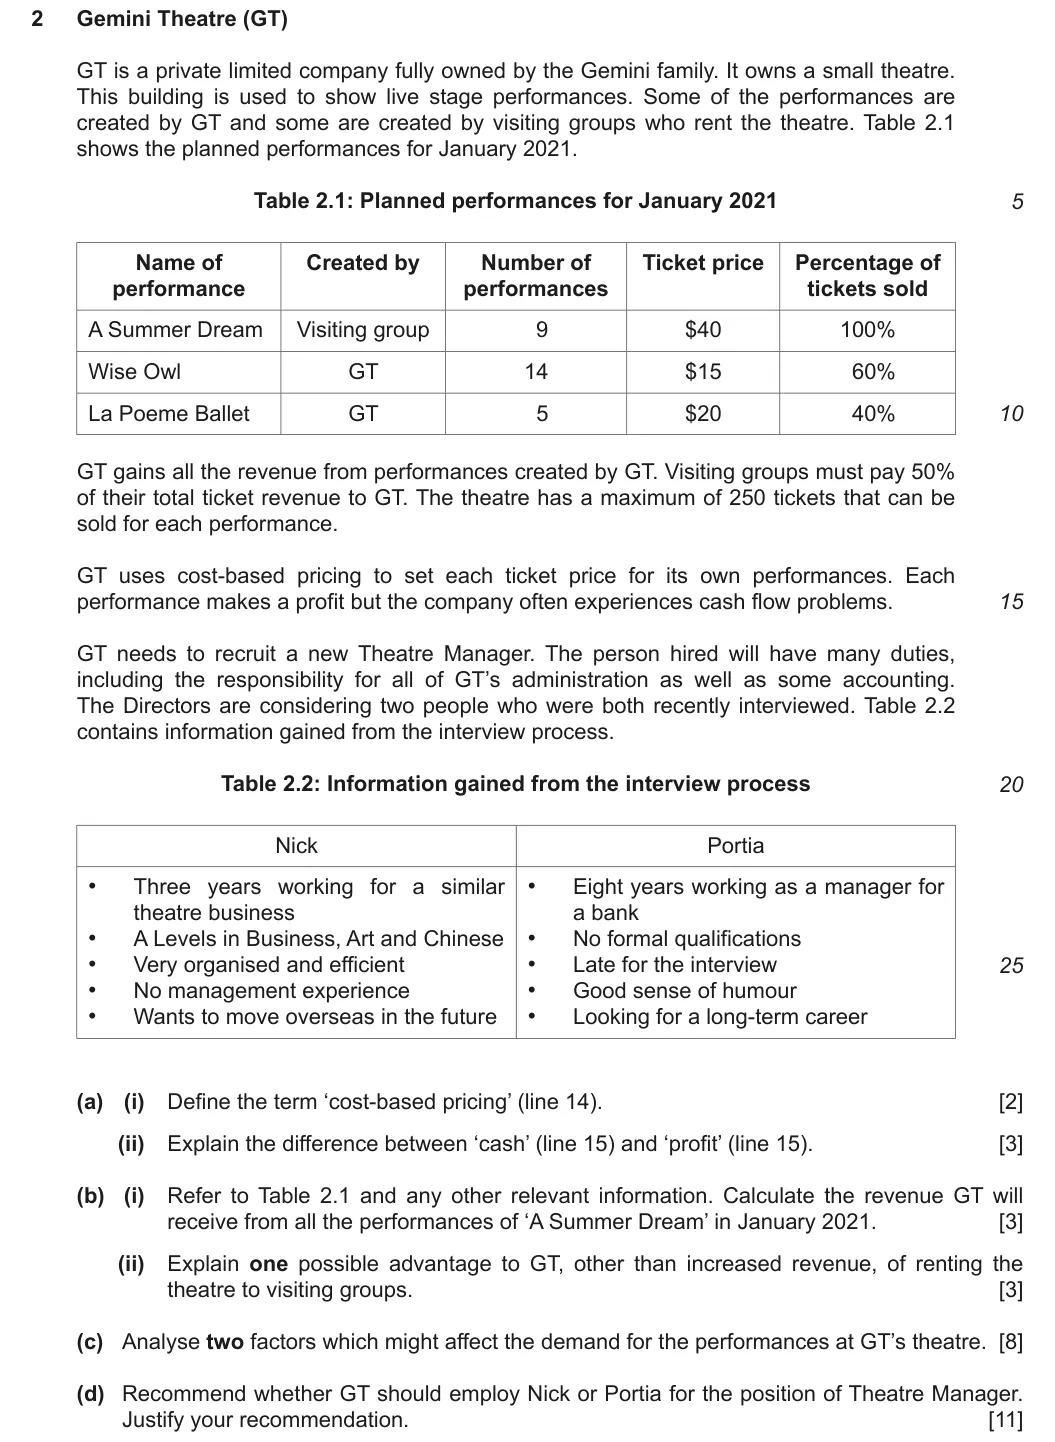 2 Gemini Theatre (GT)
GT is a private limited company fully owned by the Gemini family. It owns a small theatre.
This building is used to show live stage performances. Some of the performances are
created by GT and some are created by visiting groups who rent the theatre. Table 2.1
shows the planned performances for January 2021.
Table 2.1: Planned performances for January 2021 5
Name of performance Created by Number of performances Ticket price Percentage of tickets sold
A Summer Dream Visiting group 9 $40 100%
Wise Owl GT 14 $15 60%
La Poeme Ballet GT 5 $20 40% 10
GT gains all the revenue from performances created by GT. Visiting groups must pay 50%
of their total ticket revenue to GT. The theatre has a maximum of 250 tickets that can be
sold for each performance.
GT uses cost-based pricing to set each ticket price for its own performances. Each
performance makes a profit but the company often experiences cash flow problems. 15
GT needs to recruit a new Theatre Manager. The person hired will have many duties,
including the responsibility for all of GT's administration as well as some accounting.
The Directors are considering two people who were both recently interviewed. Table 2.2
contains information gained from the interview process.
Table 2.2: Information gained from the interview process 20
Nick Portia
• Three years working for a similar theatre business
• A Levels in Business, Art and Chinese
• Very organised and efficient
• No management experience
• Wants to move overseas in the future
• Eight years working as a manager for a bank
• No formal qualifications
• Late for the interview 25
• Good sense of humour
• Looking for a long-term career
(a) (i) Define the term 'cost-based pricing' (line 14). [2]
(ii) Explain the difference between 'cash' (line 15) and 'profit' (line 15). [3]
(b) (i) Refer to Table 2.1 and any other relevant information. Calculate the revenue GT will
receive from all the performances of 'A Summer Dream' in January 2021. [3]
(ii) Explain one possible advantage to GT, other than increased revenue, of renting the
theatre to visiting groups. [3]
(c) Analyse two factors which might affect the demand for the performances at GT's theatre. [8]
(d) Recommend whether GT should employ Nick or Portia for the position of Theatre Manager.
Justify your recommendation. [11]